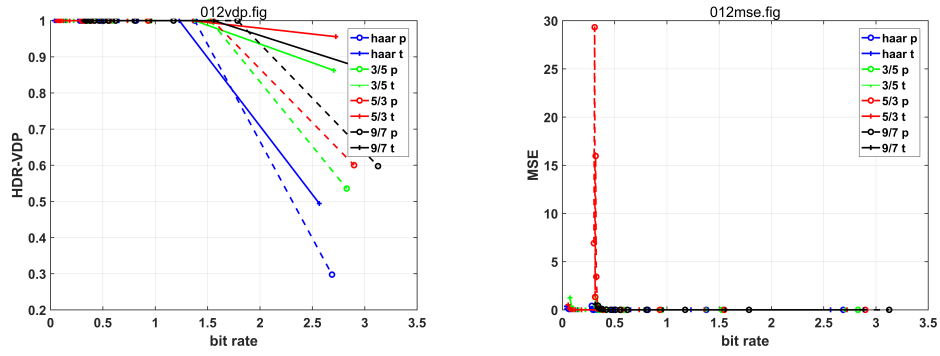 012vdp.fig
HDR-VDP
1
0.9
0.8
0.7
0.6
0.5
0.4
0.3
0.2
0 0.5 1 1.5 2 2.5 3 3.5
bit rate
haar p
haar t
3/5 p
3/5 t
5/3 p
5/3 t
9/7 p
9/7 t
012mse.fig
MSE
30
25
20
15
10
5
0
0 0.5 1 1.5 2 2.5 3 3.5
bit rate
haar p
haar t
3/5 p
3/5 t
5/3 p
5/3 t
9/7 p
9/7 t